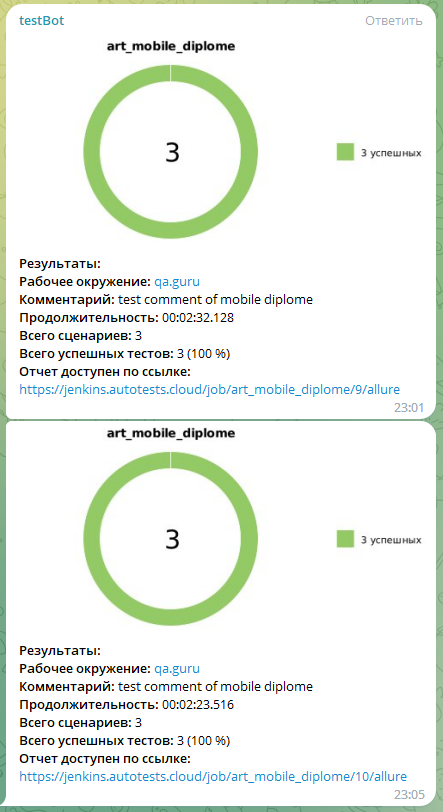 testBot
Ответить
art_mobile_diplome
3
3 успешных
Результаты:
Рабочее окружение: qa.guru
Комментарий: test comment of mobile diplome
Продолжительность: 00:02:32.128
Всего сценариев: 3
Всего успешных тестов: 3 (100 %)
Отчет доступен по ссылке:
https://jenkins.autotests.cloud/job/art_mobile_diplome/9/allure
23:01
art_mobile_diplome
3
3 успешных
Результаты:
Рабочее окружение: qa.guru
Комментарий: test comment of mobile diplome
Продолжительность: 00:02:23.516
Всего сценариев: 3
Всего успешных тестов: 3 (100 %)
Отчет доступен по ссылке:
https://jenkins.autotests.cloud/job/art_mobile_diplome/10/allure
23:05